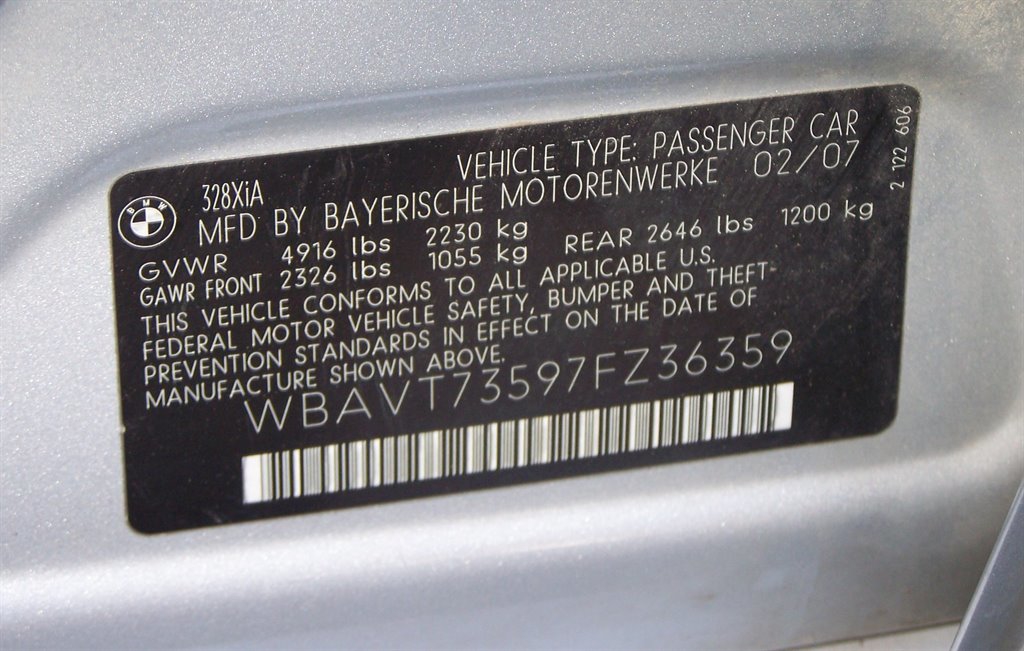 VEHICLE TYPE: PASSENGER CAR
328XiA
MFD BY BAYERISCHE MOTORENWERKE 02/07
GVWR 4916 lbs 2230 kg
GAWR FRONT 2326 lbs 1055 kg REAR 2646 lbs 1200 kg
THIS VEHICLE CONFORMS TO ALL APPLICABLE U.S.
FEDERAL MOTOR VEHICLE SAFETY, BUMPER AND THEFT-
PREVENTION STANDARDS IN EFFECT ON THE DATE OF
MANUFACTURE SHOWN ABOVE.
WBAVT73597FZ36359
2 122 606
BMW